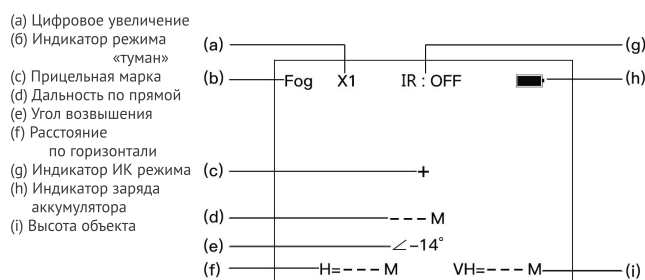 (a) Цифровое увеличение
(б) Индикатор режима
«туман»
(c) Прицельная марка
(d) Дальность по прямой
(e) Угол возвышения
(f) Расстояние
по горизонтали
(g) Индикатор ИК режима
(h) Индикатор заряда
аккумулятора
(i) Высота объекта
(a)
(g)
(b)
Fog X1 IR : OFF
(h)
(c)
+
(d)
--- M
(e)
∠-14°
(f)
H=--- M VH=--- M
(i)